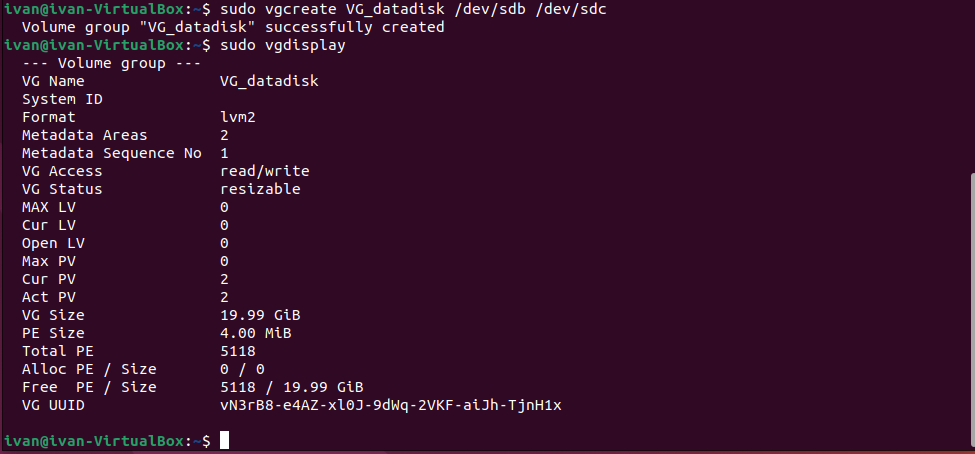 ivan@ivan-VirtualBox:~$ sudo vgcreate VG_datadisk /dev/sdb /dev/sdc
  Volume group "VG_datadisk" successfully created
ivan@ivan-VirtualBox:~$ sudo vgdisplay
  --- Volume group ---
  VG Name               VG_datadisk
  System ID
  Format                lvm2
  Metadata Areas        2
  Metadata Sequence No  1
  VG Access             read/write
  VG Status             resizable
  MAX LV                0
  Cur LV                0
  Open LV               0
  Max PV                0
  Cur PV                2
  Act PV                2
  VG Size               19.99 GiB
  PE Size               4.00 MiB
  Total PE              5118
  Alloc PE / Size       0 / 0
  Free  PE / Size       5118 / 19.99 GiB
  VG UUID               vN3rB8-e4AZ-xl0J-9dWq-2VKF-aiJh-TjnH1x
ivan@ivan-VirtualBox:~$